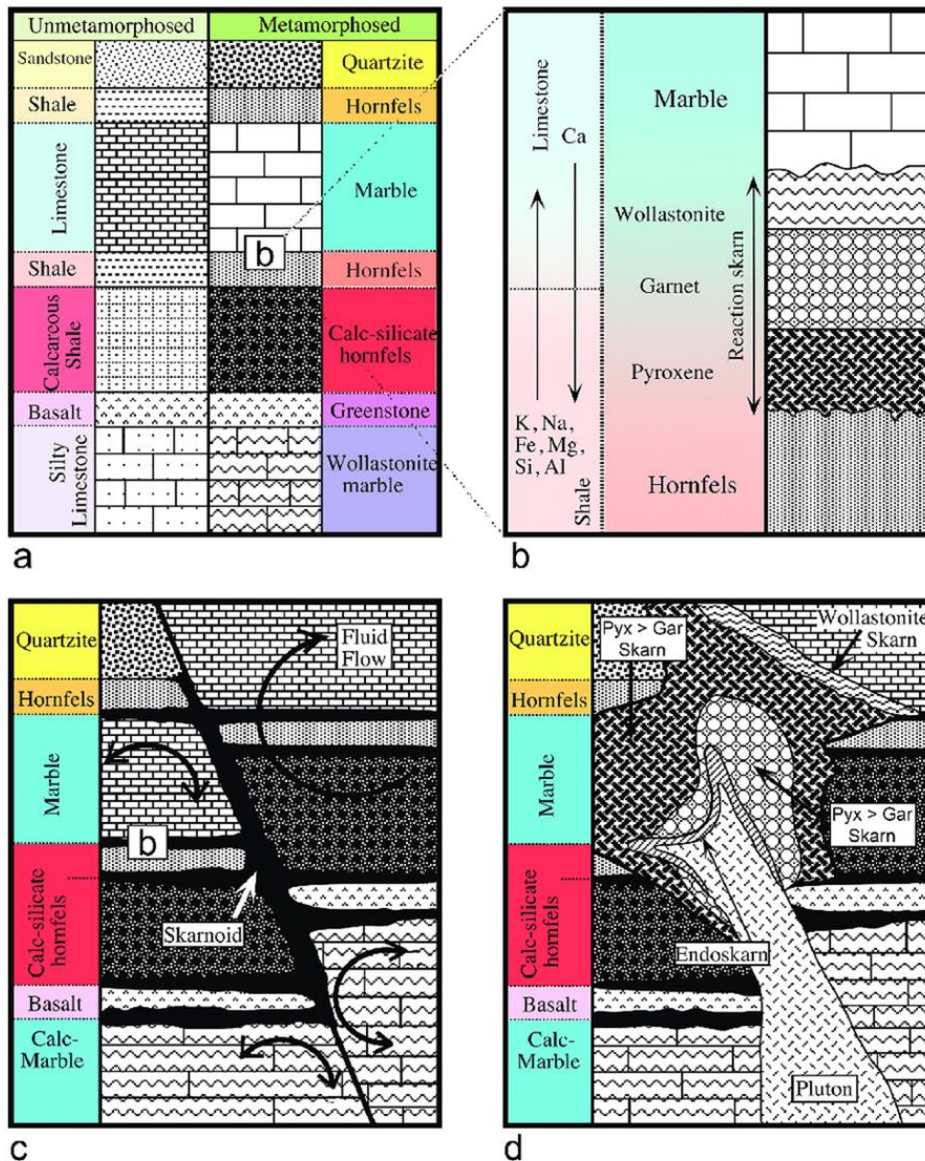 Unmetamorphosed Metamorphosed
Sandstone Quartzite
Shale Hornfels
Limestone Marble
b
Shale Hornfels
Calcareous
Shale
Calc-silicate
hornfels
Basalt Greenstone
Silty
Limestone
Wollastonite
marble
a
Limestone
Ca
Marble
Wollastonite
Garnet
Reaction skarn
Pyroxene
K, Na,
Fe, Mg,
Si, Al
Shale
Hornfels
b
Quartzite
Hornfels
Marble
Calc-silicate
hornfels
Basalt
Calc-
Marble
Fluid
Flow
b
Skarnoid
c
Quartzite
Hornfels
Marble
Calc-silicate
hornfels
Basalt
Calc-
Marble
Pyx > Gar
Skarn
Wollastonite
Skarn
Pyx > Gar
Skarn
Endoskarn
Pluton
d